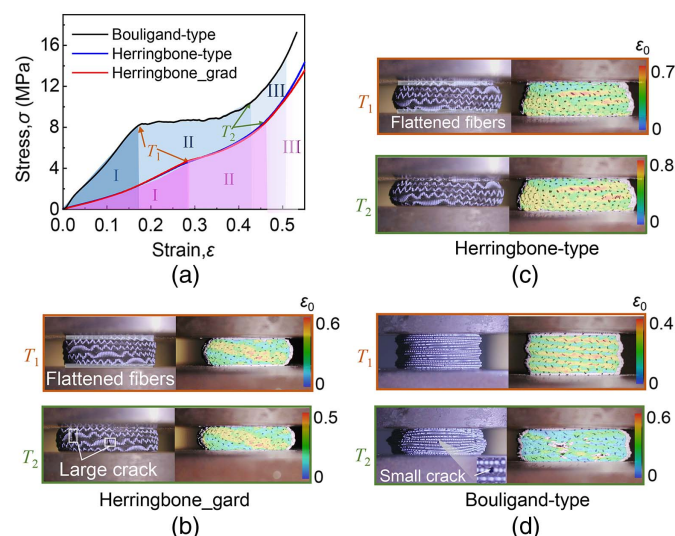 Bouligand-type
Herringbone-type
Herringbone_grad
Stress,σ (MPa)
16
12
8
4
0
I
II
III
I
II
III
T1
T2
0.0 0.1 0.2 0.3 0.4 0.5
Strain,ε
(a)
ε0
T1
Flattened fibers
0.7
0
T2
0.8
0
Herringbone-type
(c)
ε0
T1
Flattened fibers
0.6
0
T2
Large crack
0.5
0
Herringbone_gard
(b)
ε0
T1
0.4
0
T2
Small crack
0.6
0
Bouligand-type
(d)